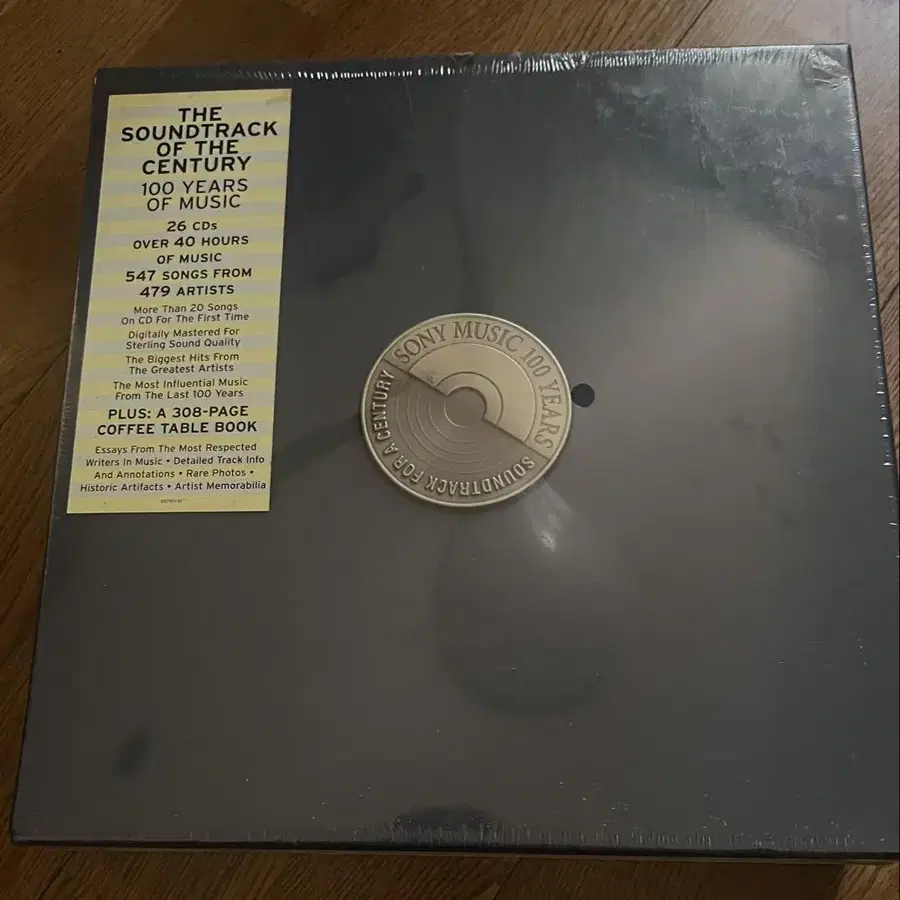 THE
SOUNDTRACK
OF THE
CENTURY
100 YEARS
OF MUSIC
26 CDs
OVER 40 HOURS
OF MUSIC
547 SONGS FROM
479 ARTISTS
More Than 20 Songs
On CD For The First Time
Digitally Mastered For
Sterling Sound Quality
The Biggest Hits From
The Greatest Artists
The Most Influential Music
From The Last 100 Years
PLUS: A 308-PAGE
COFFEE TABLE BOOK
Essays From The Most Respected
Writers In Music • Detailed Track Info
And Annotations • Rare Photos •
Historic Artifacts • Artist Memorabilia
SONY MUSIC 100 YEARS
SOUNDTRACK FOR A CENTURY